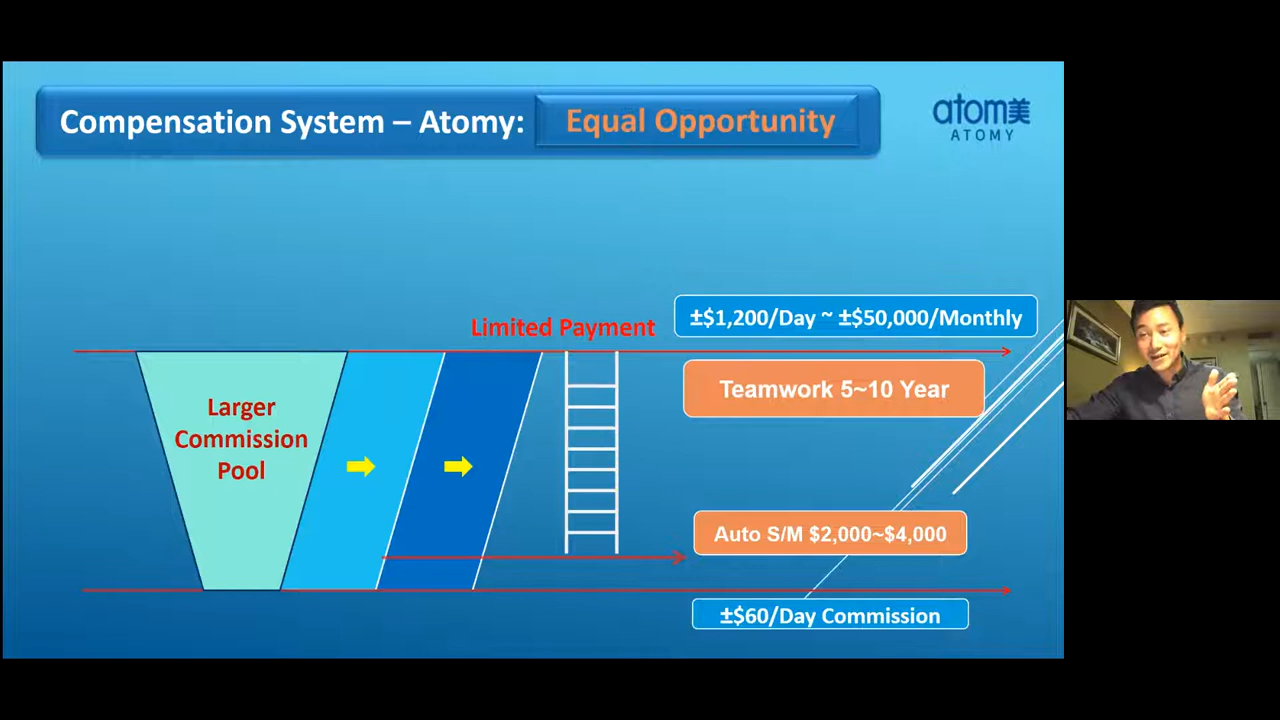 Compensation System – Atomy: Equal Opportunity
atom美
ATOMY
Limited Payment
±$1,200/Day ~ ±$50,000/Monthly
Teamwork 5~10 Year
Larger
Commission
Pool
Auto S/M $2,000~$4,000
±$60/Day Commission